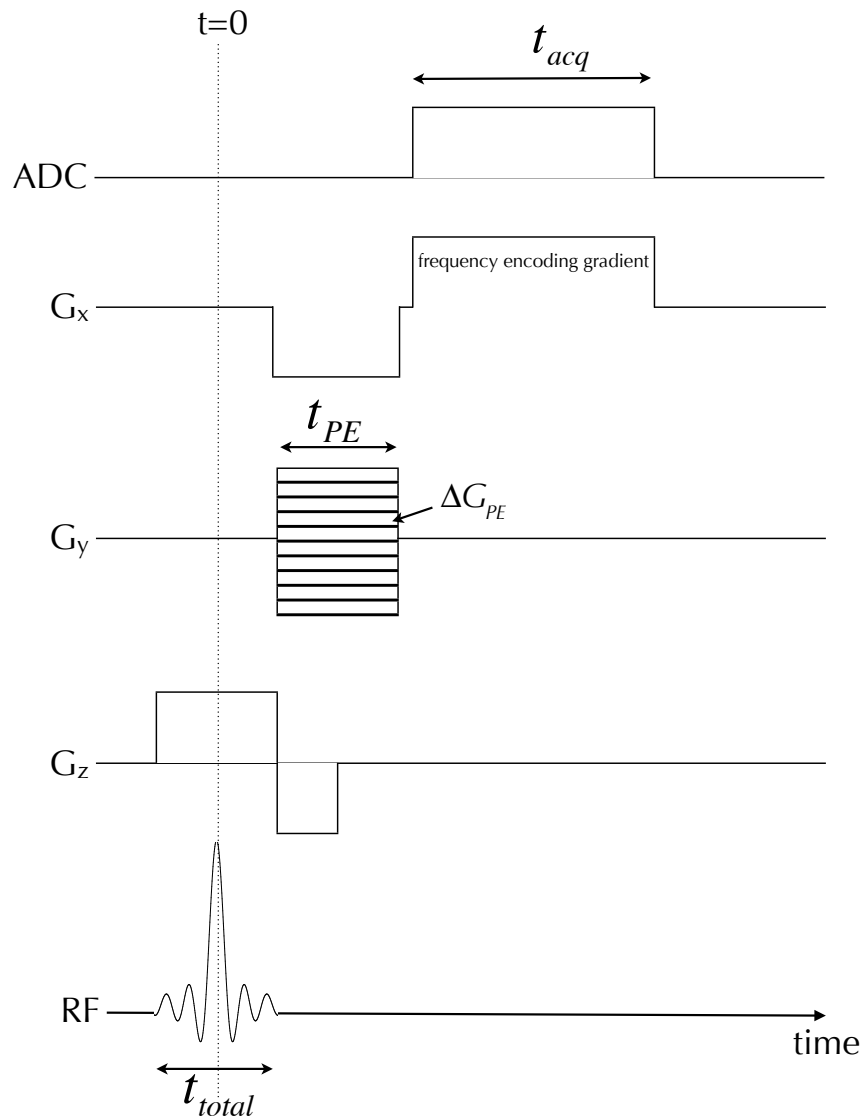 t=0
t_acq
ADC
frequency encoding gradient
G_x
t_PE
ΔG_PE
G_y
G_z
RF
time
t_total